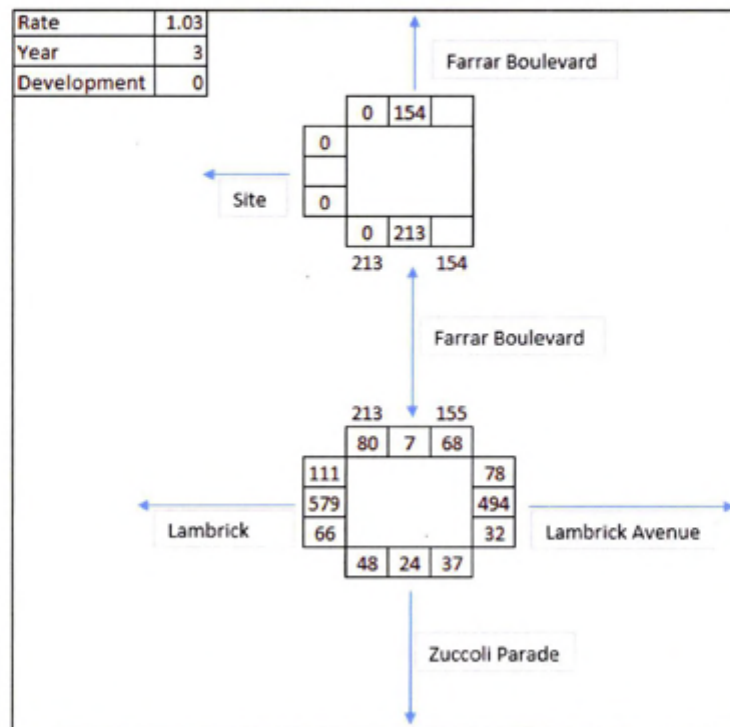 Rate 1.03
Year 3
Development 0
Farrar Boulevard
0 154
0
Site
0
0 213
213 154
Farrar Boulevard
213 155
80 7 68
111 78
579 494
66 32
Lambrick
Lambrick Avenue
48 24 37
Zuccoli Parade